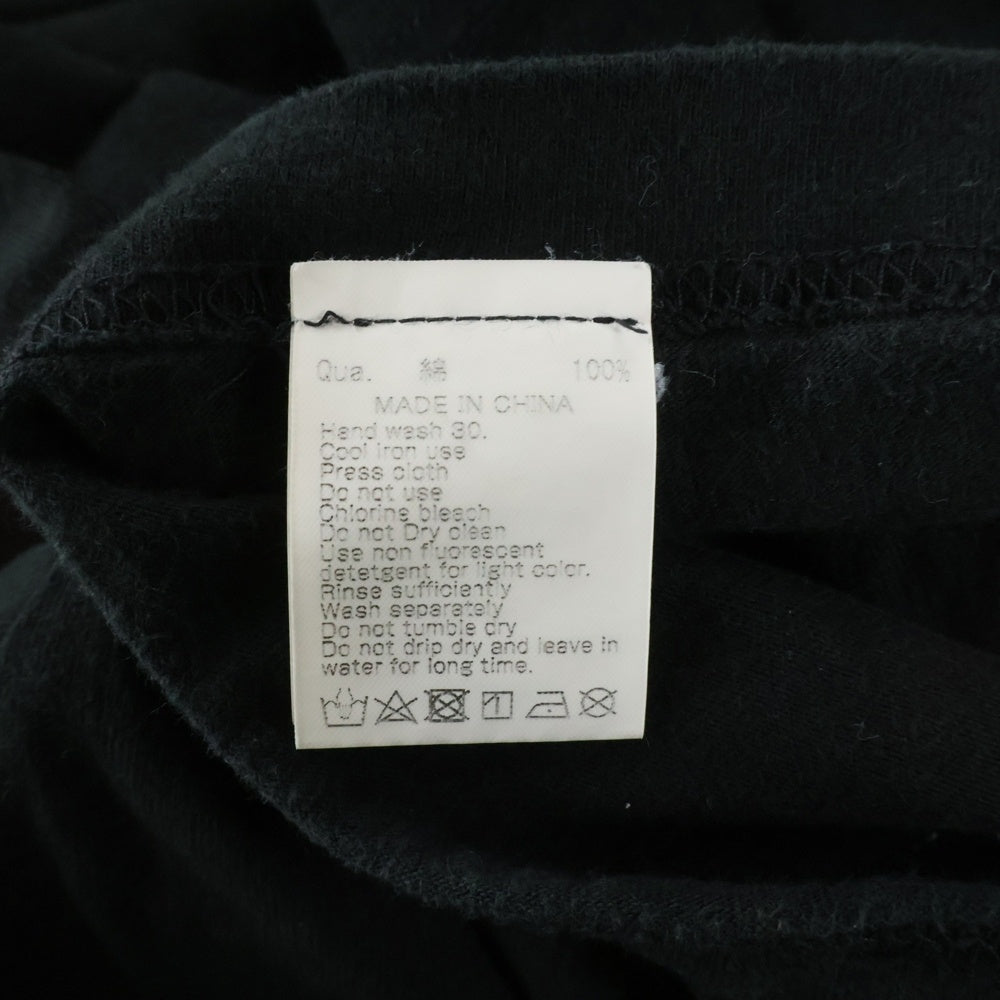 Qua. 綿 100%
MADE IN CHINA
Hand wash 30.
Cool iron use
Press cloth
Do not use
Chlorine bleach
Do not Dry clean
Use non fluorescent
detetgent for light color.
Rinse sufficiently
Wash separately
Do not tumble dry
Do not drip dry and leave in
water for long time.